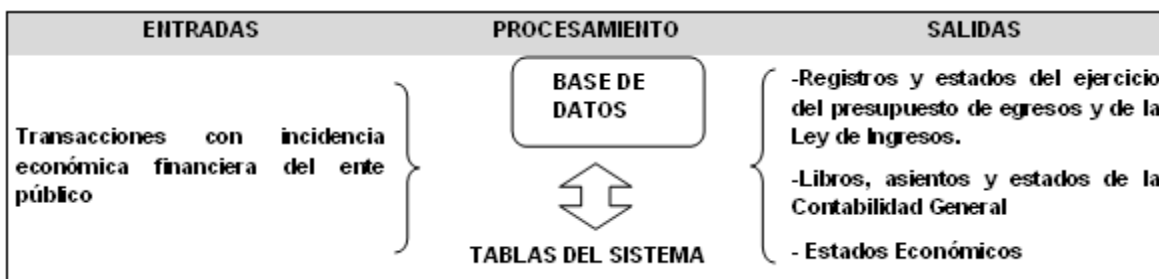 ENTRADAS
PROCESAMIENTO
SALIDAS
Transacciones con incidencia
económica financiera del ente
público
BASE DE
DATOS
TABLAS DEL SISTEMA
-Registros y estados del ejercicio
del presupuesto de egresos y de la
Ley de Ingresos.
-Libros, asientos y estados de la
Contabilidad General
- Estados Económicos